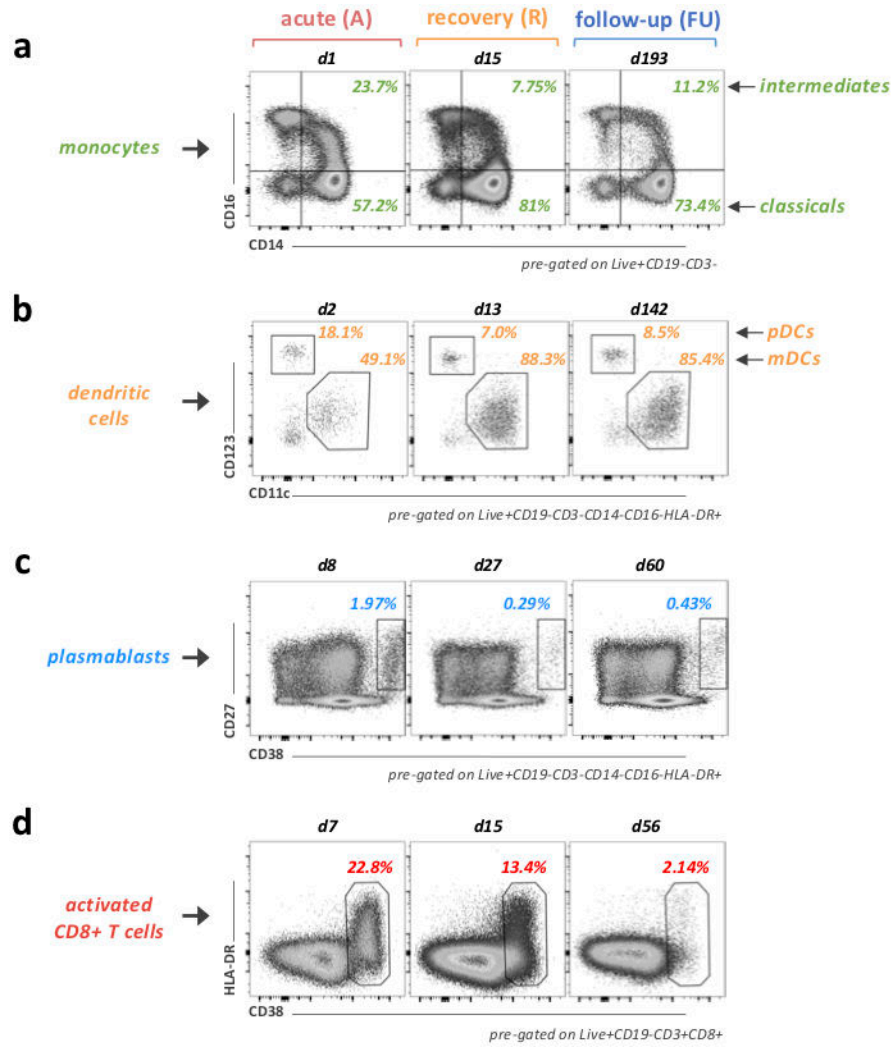 acute (A) recovery (R) follow-up (FU)
a
d1 d15 d193
23.7% 7.75% 11.2% intermediates
monocytes
CD16
57.2% 81% 73.4% classicals
CD14
pre-gated on Live+CD19-CD3-
b
d2 d13 d142
18.1% 7.0% 8.5% pDCs
49.1% 88.3% 85.4% mDCs
dendritic
cells
CD123
CD11c
pre-gated on Live+CD19-CD3-CD14-CD16-HLA-DR+
c
d8 d27 d60
1.97% 0.29% 0.43%
plasmablasts
CD27
CD38
pre-gated on Live+CD19-CD3-CD14-CD16-HLA-DR+
d
d7 d15 d56
22.8% 13.4% 2.14%
activated
CD8+ T cells
HLA-DR
CD38
pre-gated on Live+CD19-CD3+CD8+